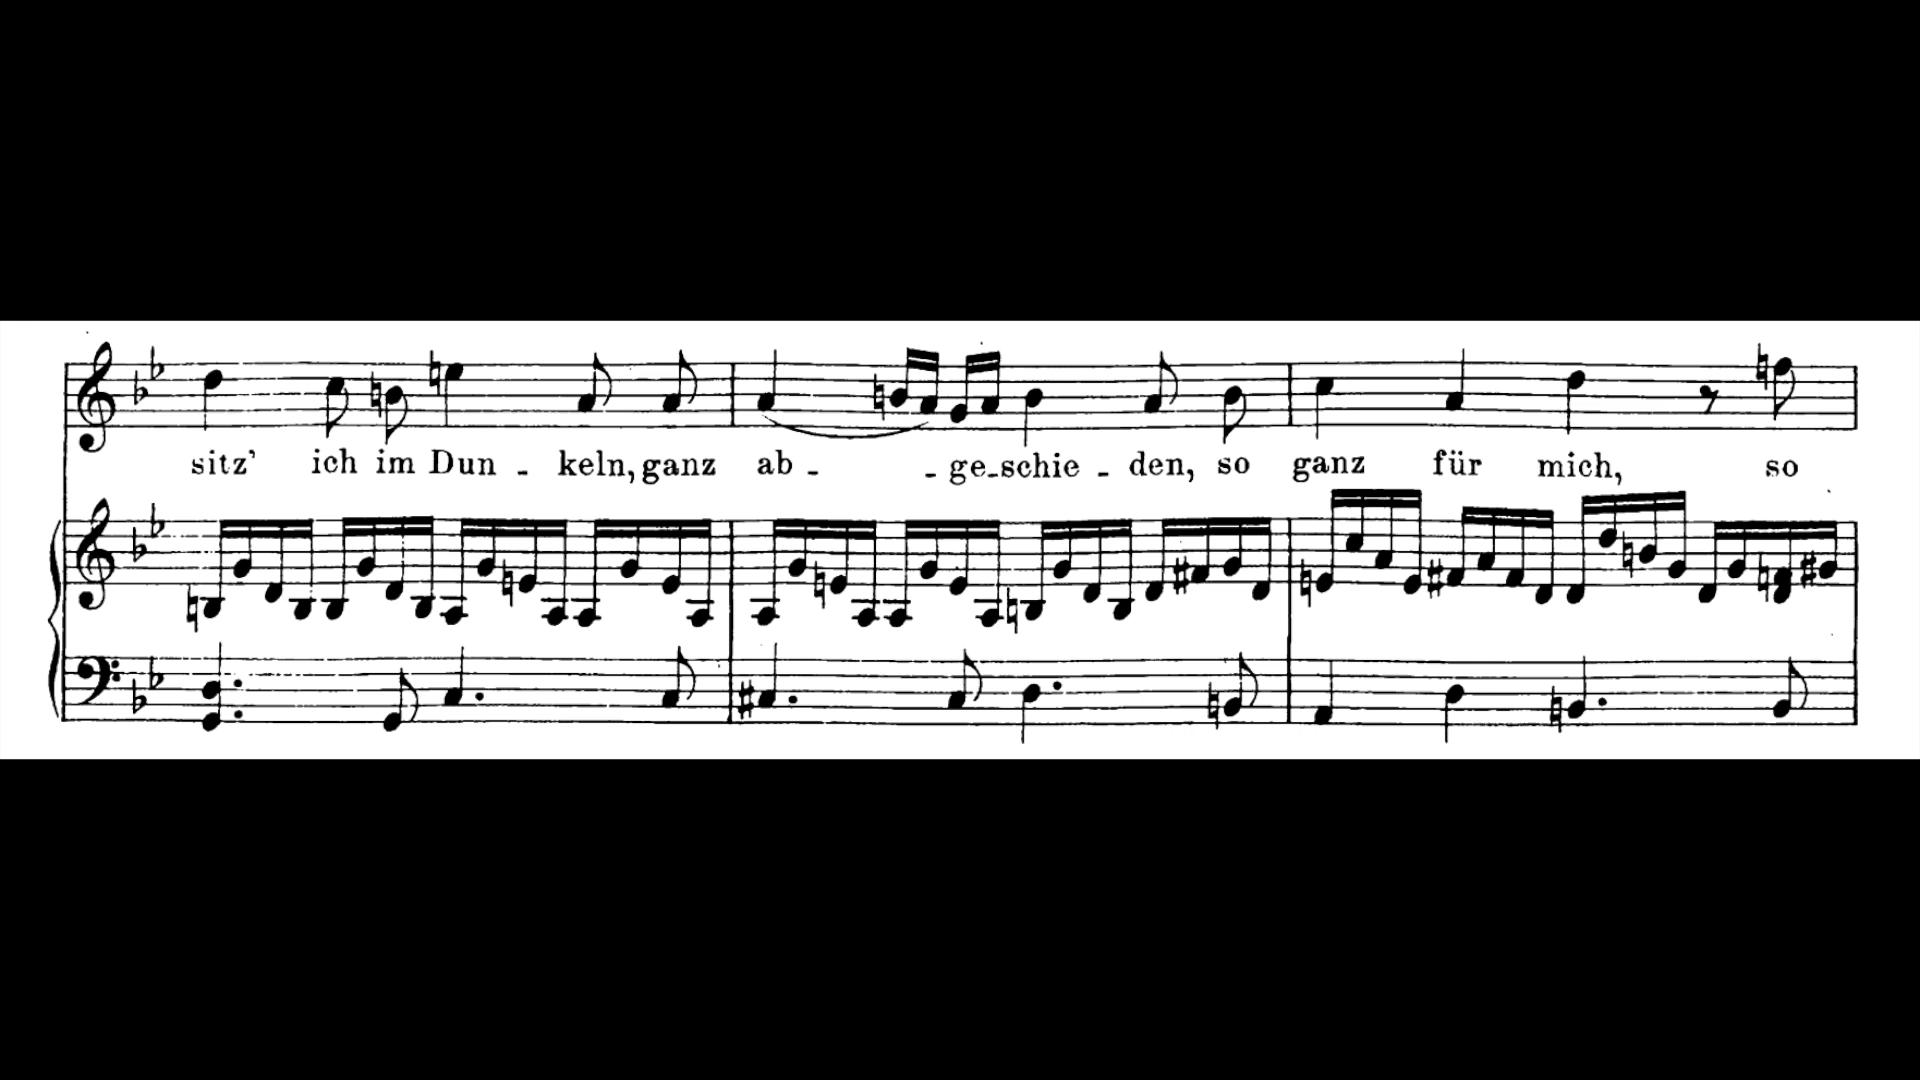 sitz' ich im Dun - keln, ganz ab - - ge-schie - den, so ganz für mich, so